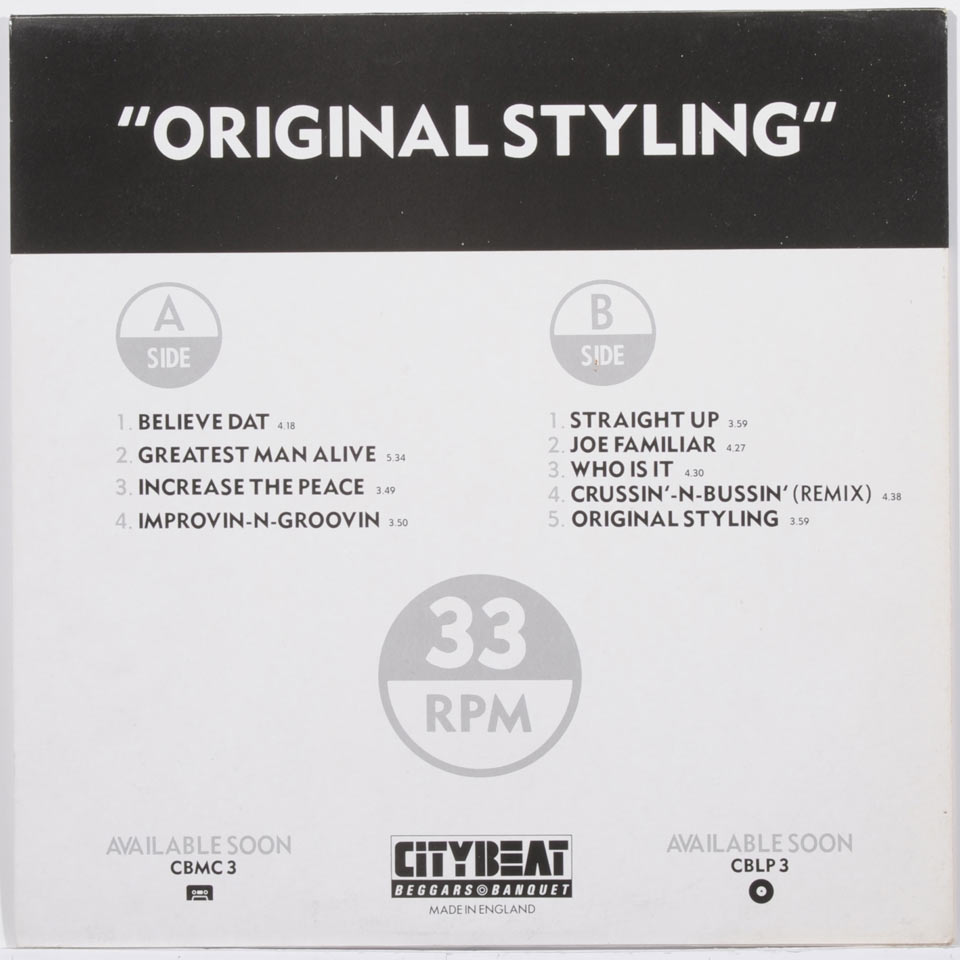 “ORIGINAL STYLING“
A
SIDE
1. BELIEVE DAT 4.18
2. GREATEST MAN ALIVE 5.34
3. INCREASE THE PEACE 3.49
4. IMPROVIN-N-GROOVIN 3.50
B
SIDE
1. STRAIGHT UP 3.59
2. JOE FAMILIAR 4.27
3. WHO IS IT 4.30
4. CRUSSIN’-N-BUSSIN’ (REMIX) 4.38
5. ORIGINAL STYLING 3.59
33
RPM
AVAILABLE SOON
CBMC 3
CITYBEAT
BEGGARS © BANQUET
MADE IN ENGLAND
AVAILABLE SOON
CBLP 3